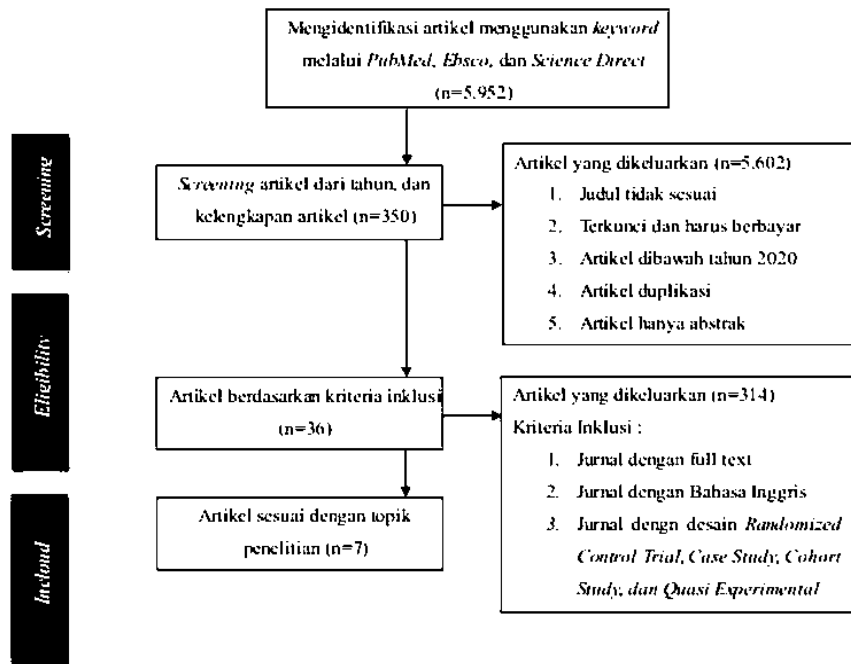 Mengidentifikasi artikel menggunakan keyword
melalui PubMed, Ebsco, dan Science Direct
(n=5.952)
Screening
Screening artikel dari tahun, dan
kelengkapan artikel (n=350)
Artikel yang dikeluarkan (n=5.602)
1. Judul tidak sesuai
2. Terkunci dan harus berbayar
3. Artikel dibawah tahun 2020
4. Artikel duplikasi
5. Artikel hanya abstrak
Eligibility
Artikel berdasarkan kriteria inklusi
(n=36)
Artikel yang dikeluarkan (n=314)
Kriteria Inklusi :
1. Jurnal dengan full text
2. Jurnal dengan Bahasa Inggris
3. Jurnal dengn desain Randomized
Control Trial, Case Study, Cohort
Study, dan Quasi Experimental
Incloud
Artikel sesuai dengan topik
penelitian (n=7)